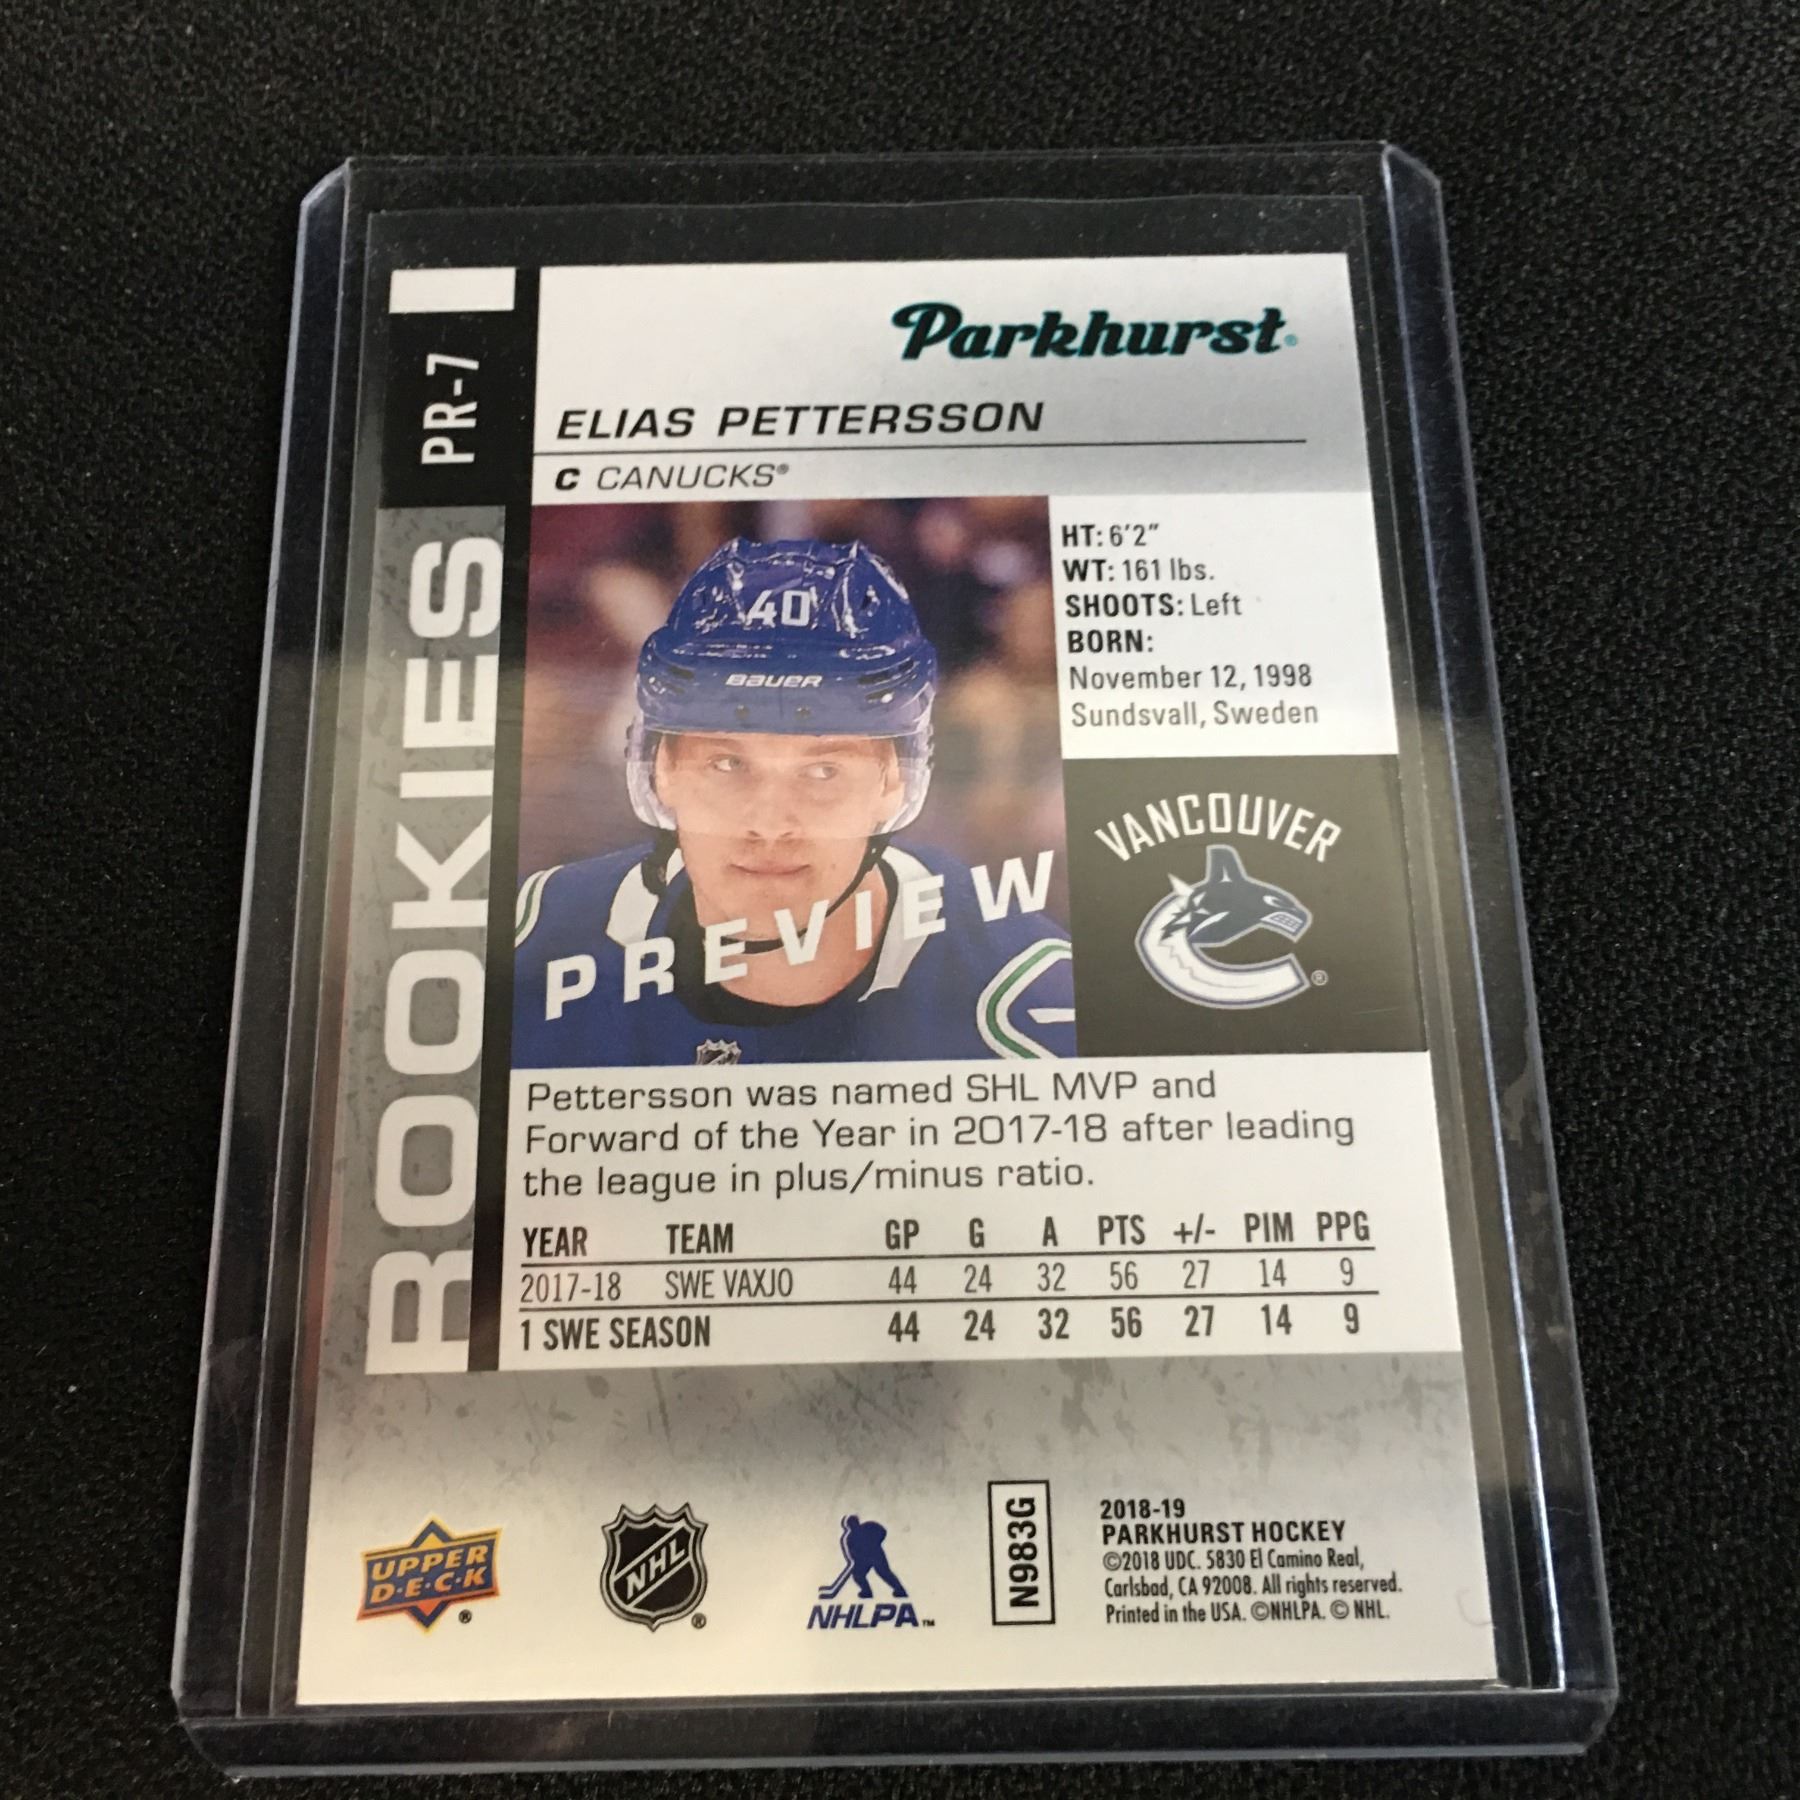 PR-7
ROOKIES
Parkhurst®
ELIAS PETTERSSON
C CANUCKS®
40
BAUER
PREVIEW
HT: 6'2"
WT: 161 lbs.
SHOOTS: Left
BORN:
November 12, 1998
Sundsvall, Sweden
VANCOUVER
®
Pettersson was named SHL MVP and
Forward of the Year in 2017-18 after leading
the league in plus/minus ratio.
YEAR TEAM GP G A PTS +/- PIM PPG
2017-18 SWE VAXJO 44 24 32 56 27 14 9
1 SWE SEASON 44 24 32 56 27 14 9
UPPER
D·E·C·K
®
NHL
®
NHLPA™
N983G
2018-19
PARKHURST HOCKEY
©2018 UDC. 5830 El Camino Real,
Carlsbad, CA 92008. All rights reserved.
Printed in the USA. ©NHLPA. © NHL.